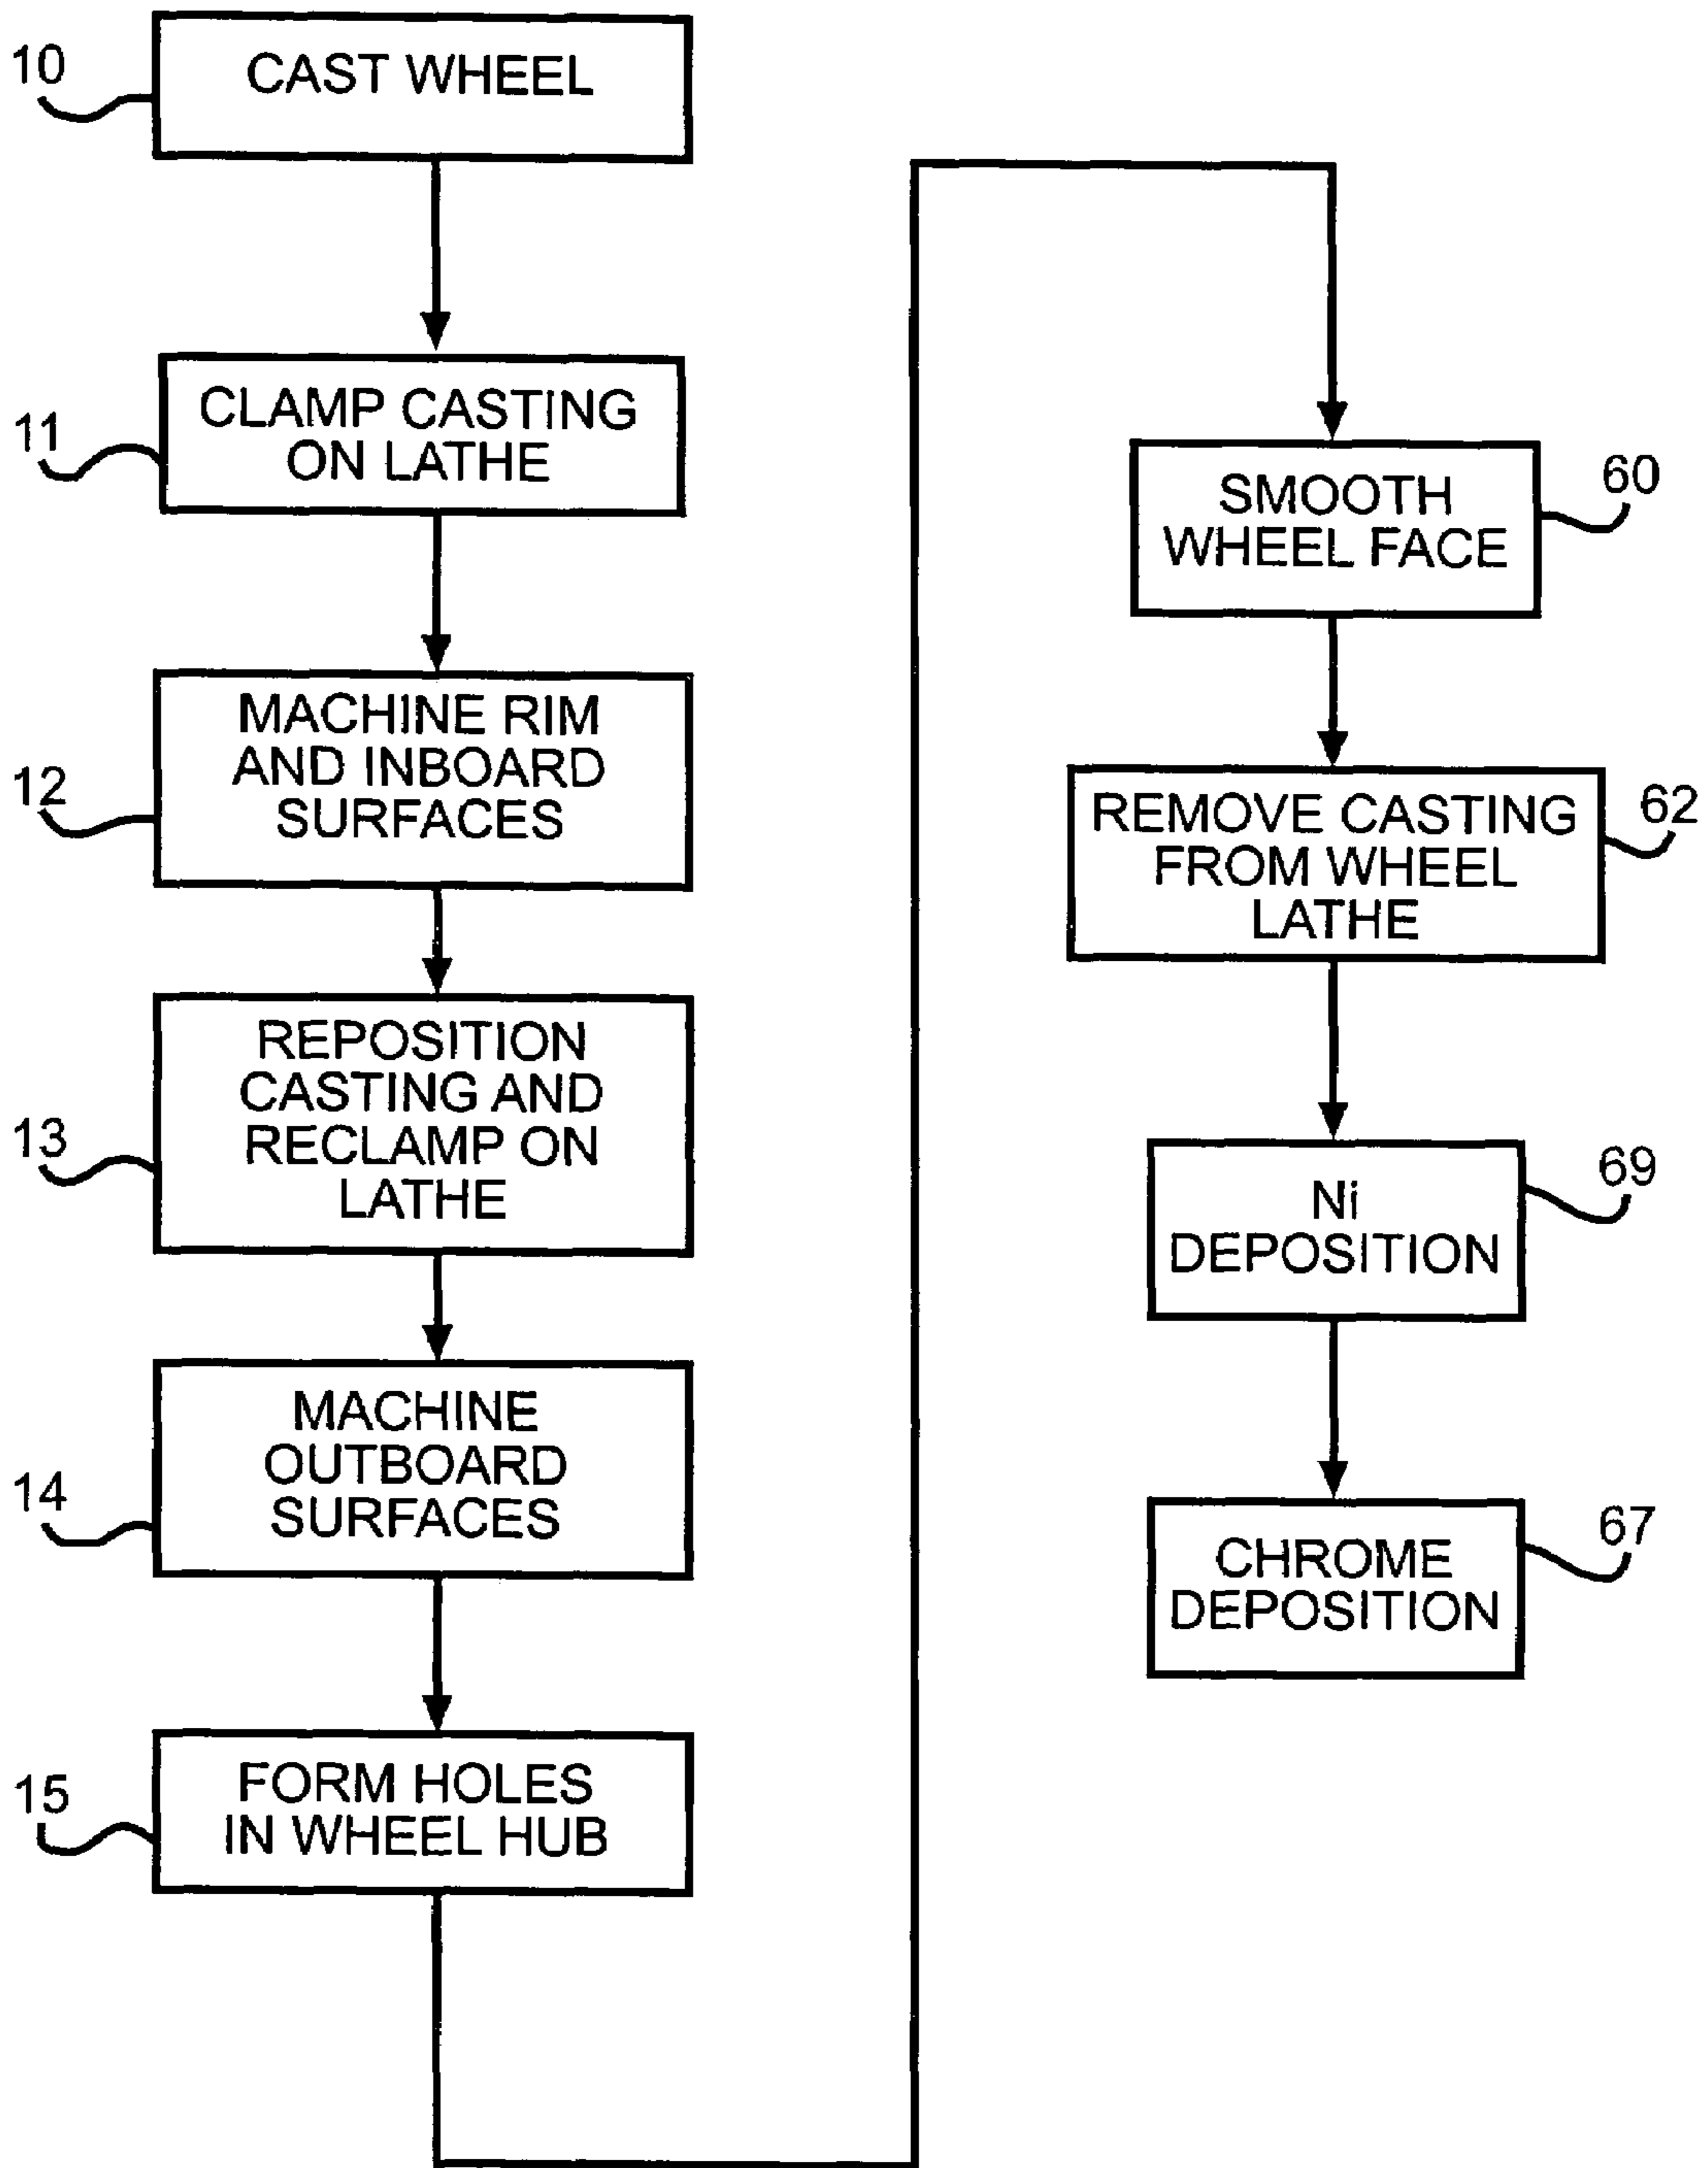 10
CAST WHEEL
11
CLAMP CASTING
ON LATHE
12
MACHINE RIM
AND INBOARD
SURFACES
13
REPOSITION
CASTING AND
RECLAMP ON
LATHE
14
MACHINE
OUTBOARD
SURFACES
15
FORM HOLES
IN WHEEL HUB
60
SMOOTH
WHEEL FACE
62
REMOVE CASTING
FROM WHEEL
LATHE
69
Ni
DEPOSITION
67
CHROME
DEPOSITION